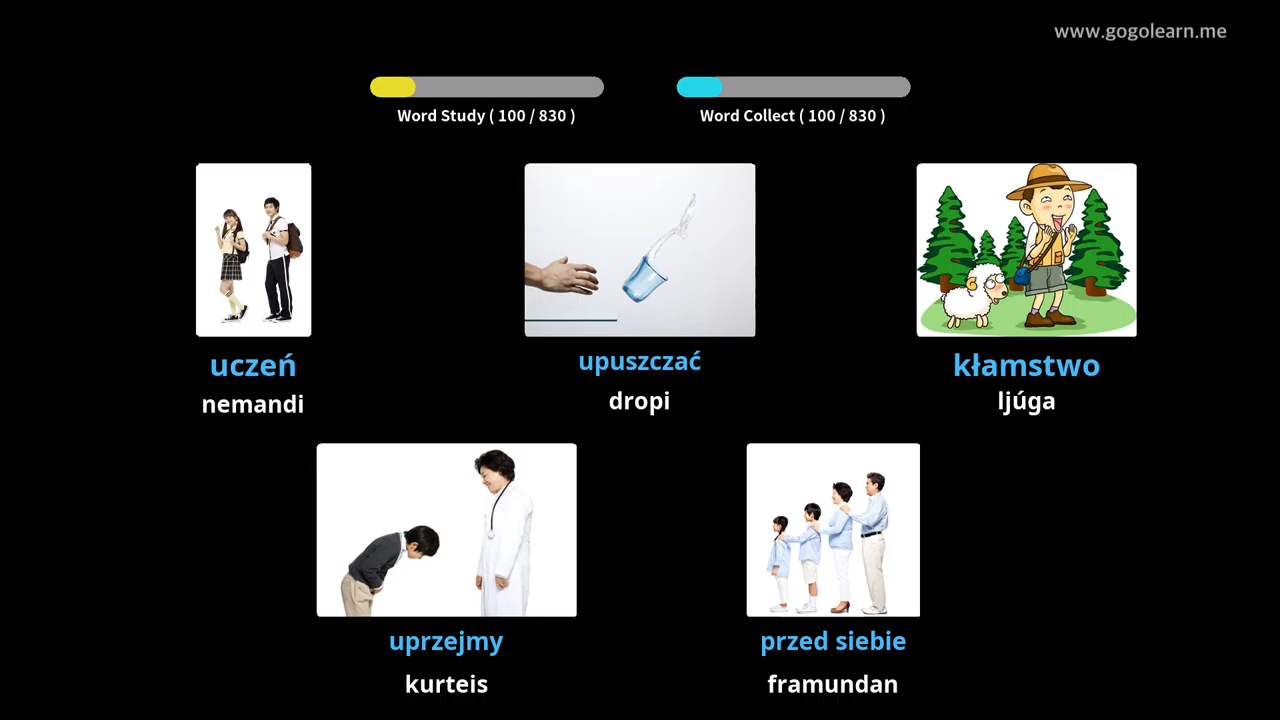 www.gogolearn.me
Word Study ( 100 / 830 )
Word Collect ( 100 / 830 )
uczeń
nemandi
upuszczać
dropi
kłamstwo
ljúga
uprzejmy
kurteis
przed siebie
framundan